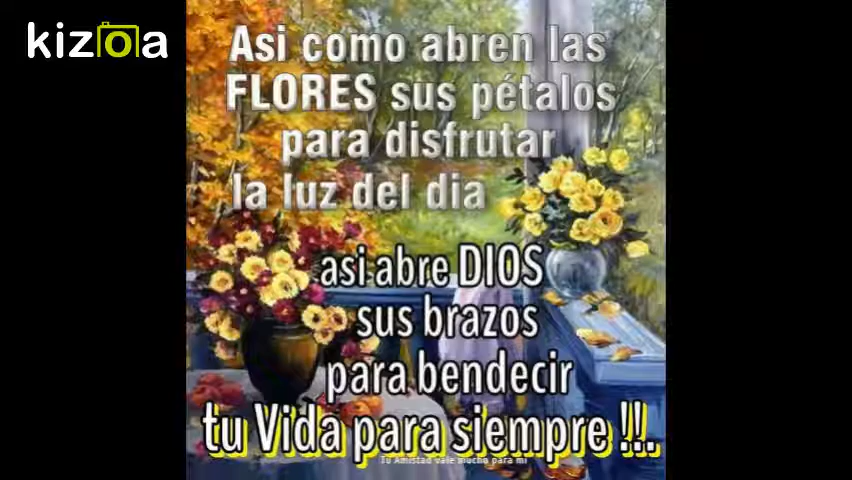 kizoa
Asi como abren las
FLORES sus pétalos
para disfrutar
la luz del dia
asi abre DIOS
sus brazos
para bendecir
tu Vida para siempre !!.
Tu Amistad vale mucho para mi